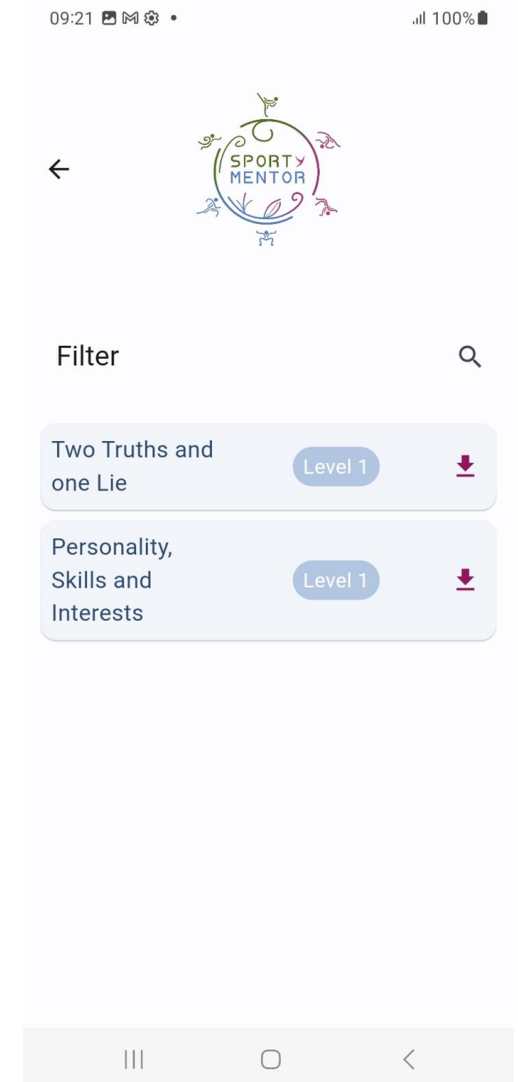 09:21
100%
SPORTY
MENTOR
Filter
Two Truths and
one Lie
Level 1
Personality,
Skills and
Interests
Level 1